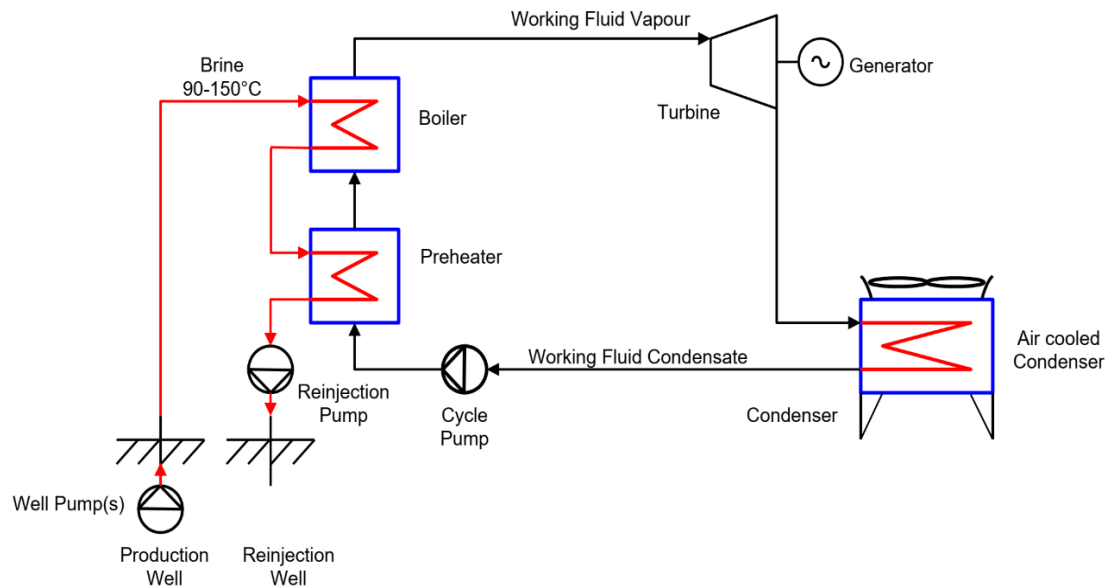 Working Fluid Vapour
Brine
90-150°C
Generator
Boiler
Turbine
Preheater
Air cooled
Condenser
Working Fluid Condensate
Reinjection
Pump
Cycle
Pump
Condenser
Well Pump(s)
Production
Well
Reinjection
Well